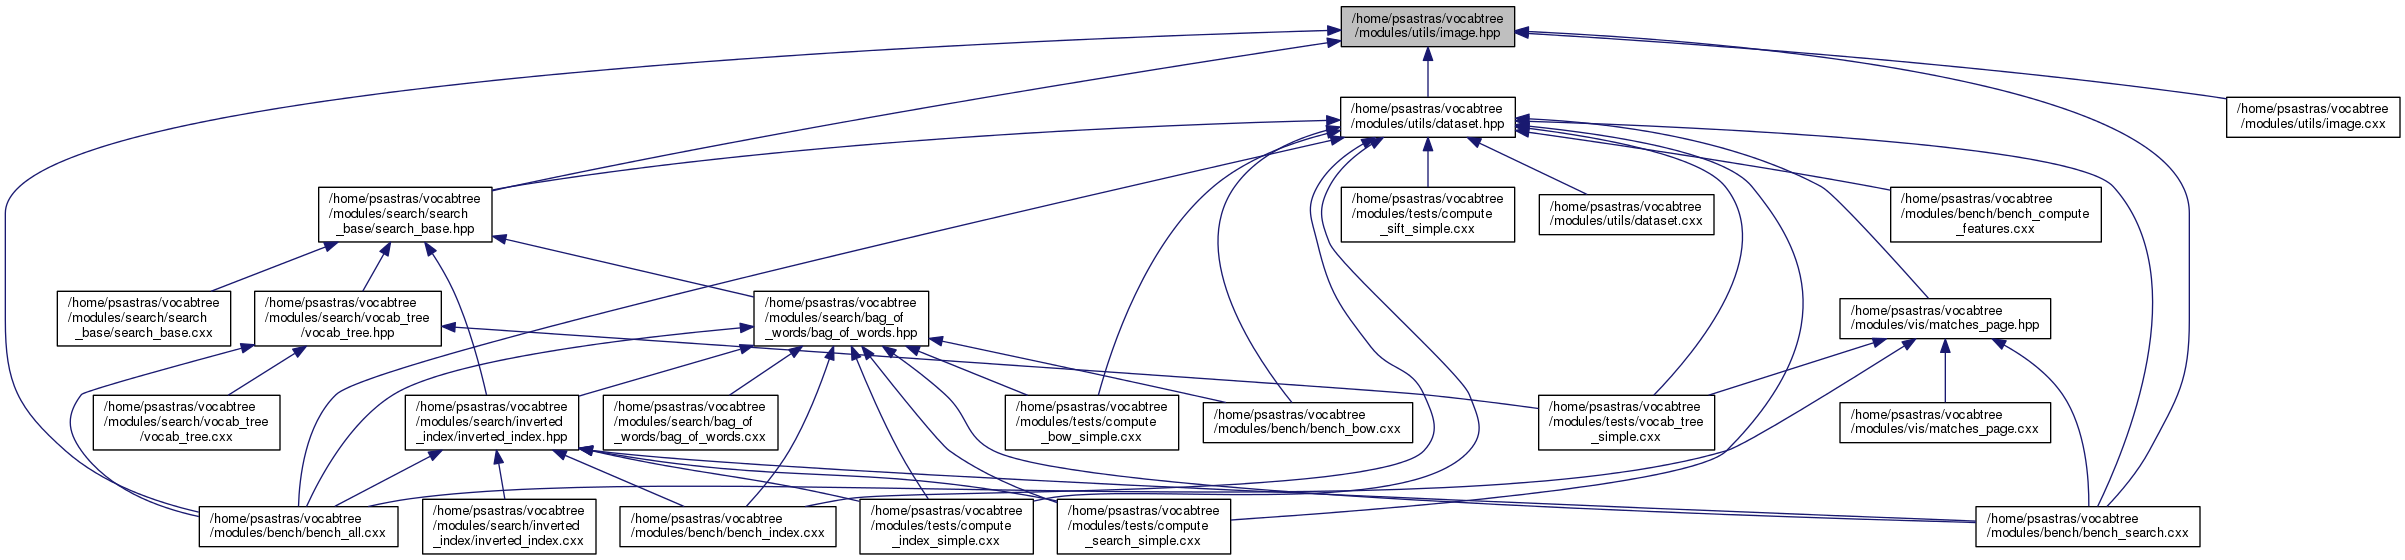 /home/psastras/vocabtree
/modules/utils/image.hpp
/home/psastras/vocabtree
/modules/utils/dataset.hpp
/home/psastras/vocabtree
/modules/utils/image.cxx
/home/psastras/vocabtree
/modules/search/search
_base/search_base.hpp
/home/psastras/vocabtree
/modules/tests/compute
_sift_simple.cxx
/home/psastras/vocabtree
/modules/utils/dataset.cxx
/home/psastras/vocabtree
/modules/bench/bench_compute
_features.cxx
/home/psastras/vocabtree
/modules/search/search
_base/search_base.cxx
/home/psastras/vocabtree
/modules/search/vocab_tree
/vocab_tree.hpp
/home/psastras/vocabtree
/modules/search/bag_of
_words/bag_of_words.hpp
/home/psastras/vocabtree
/modules/vis/matches_page.hpp
/home/psastras/vocabtree
/modules/search/vocab_tree
/vocab_tree.cxx
/home/psastras/vocabtree
/modules/search/inverted
_index/inverted_index.hpp
/home/psastras/vocabtree
/modules/search/bag_of
_words/bag_of_words.cxx
/home/psastras/vocabtree
/modules/tests/compute
_bow_simple.cxx
/home/psastras/vocabtree
/modules/bench/bench_bow.cxx
/home/psastras/vocabtree
/modules/tests/vocab_tree
_simple.cxx
/home/psastras/vocabtree
/modules/vis/matches_page.cxx
/home/psastras/vocabtree
/modules/bench/bench_all.cxx
/home/psastras/vocabtree
/modules/search/inverted
_index/inverted_index.cxx
/home/psastras/vocabtree
/modules/bench/bench_index.cxx
/home/psastras/vocabtree
/modules/tests/compute
_index_simple.cxx
/home/psastras/vocabtree
/modules/tests/compute
_search_simple.cxx
/home/psastras/vocabtree
/modules/bench/bench_search.cxx